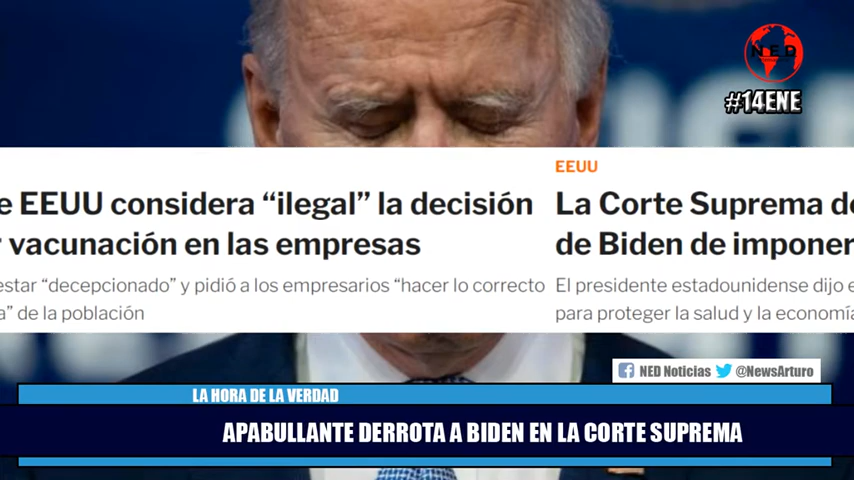 NED
#14ENE
e EEUU considera “ilegal” la decisión
r vacunación en las empresas
estar “decepcionado” y pidió a los empresarios “hacer lo correcto
a” de la población
EEUU
La Corte Suprema de
de Biden de imponer
El presidente estadounidense dijo e
para proteger la salud y la economía
NED Noticias @NewsArturo
LA HORA DE LA VERDAD
APABULLANTE DERROTA A BIDEN EN LA CORTE SUPREMA